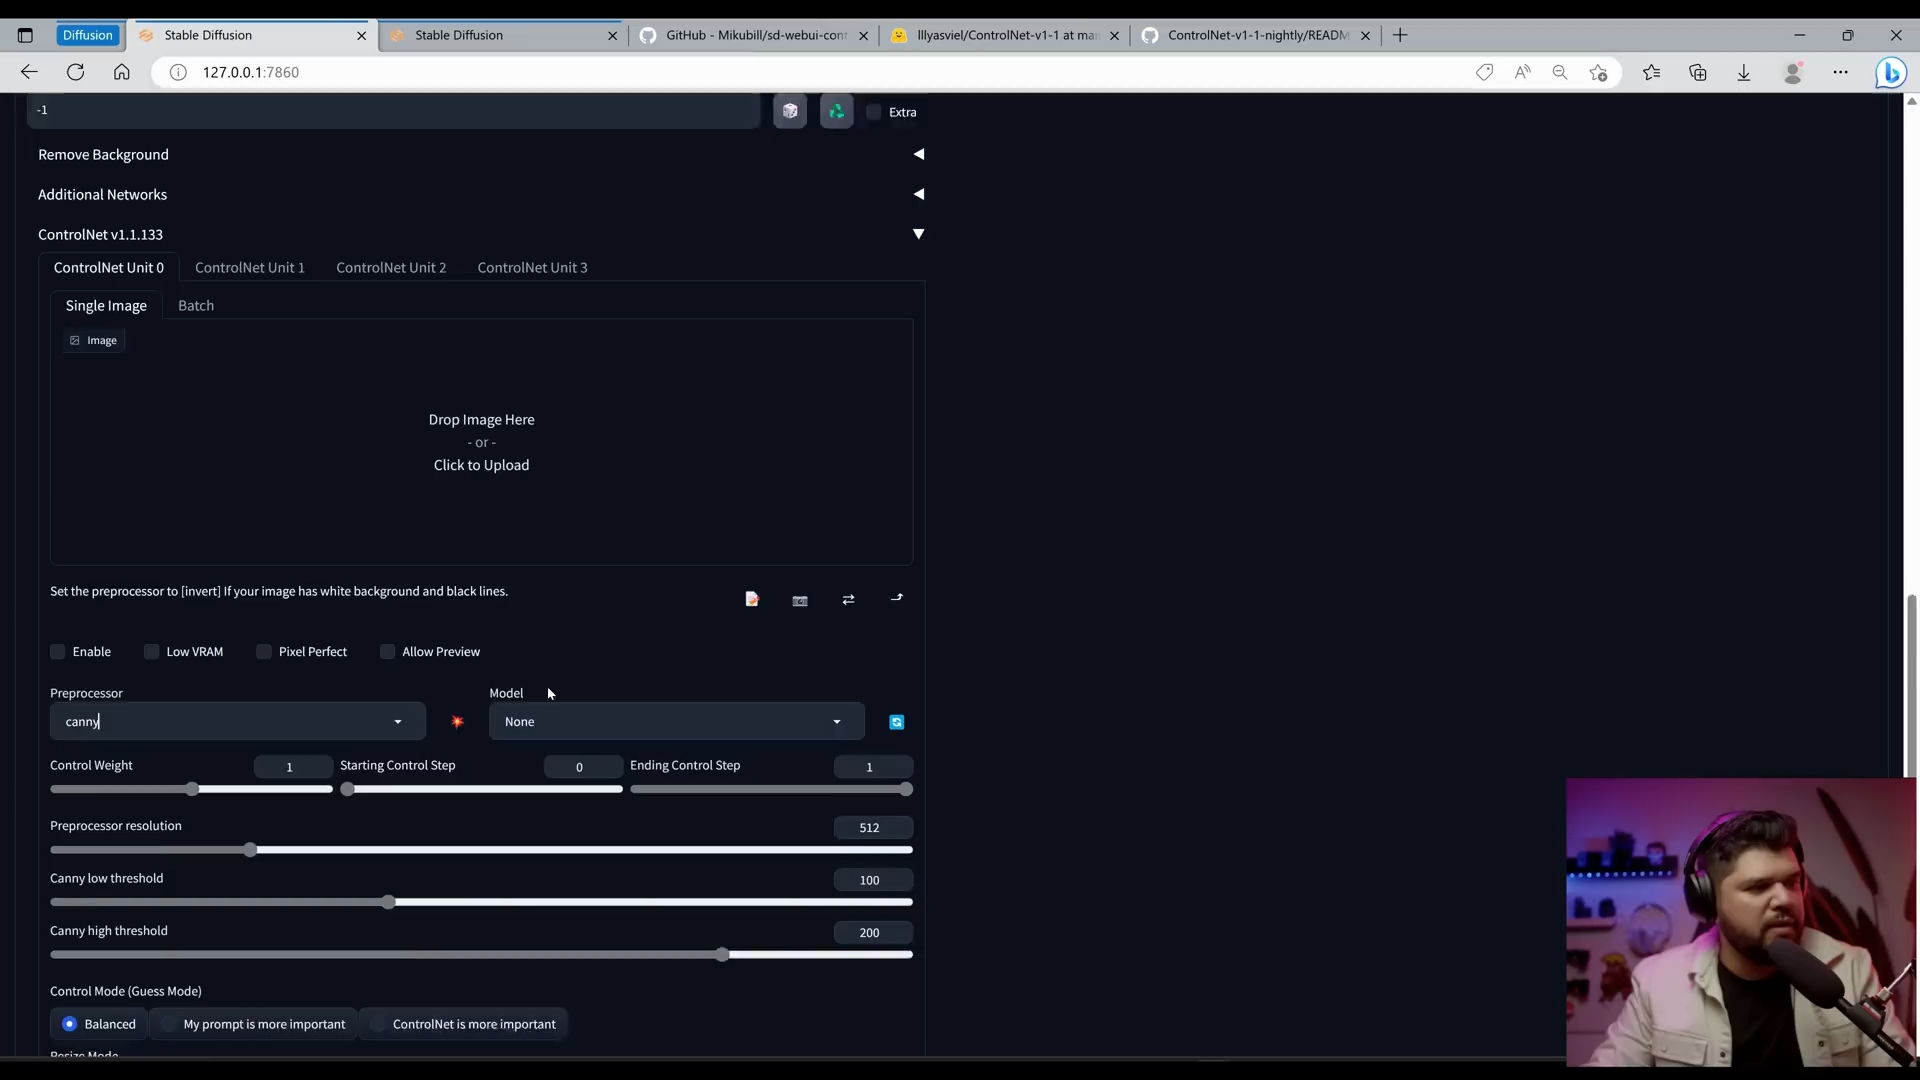 Diffusion
Stable Diffusion
Stable Diffusion
GitHub - Mikubill/sd-webui-cont
lllyasviel/ControlNet-v1-1 at ma
ControlNet-v1-1-nightly/READM
127.0.0.1:7860
-1
Extra
Remove Background
Additional Networks
ControlNet v1.1.133
ControlNet Unit 0
ControlNet Unit 1
ControlNet Unit 2
ControlNet Unit 3
Single Image
Batch
Image
Drop Image Here
- or -
Click to Upload
Set the preprocessor to [invert] If your image has white background and black lines.
Enable
Low VRAM
Pixel Perfect
Allow Preview
Preprocessor
Model
canny
None
Control Weight
1
Starting Control Step
0
Ending Control Step
1
Preprocessor resolution
512
Canny low threshold
100
Canny high threshold
200
Control Mode (Guess Mode)
Balanced
My prompt is more important
ControlNet is more important
Resize Mode